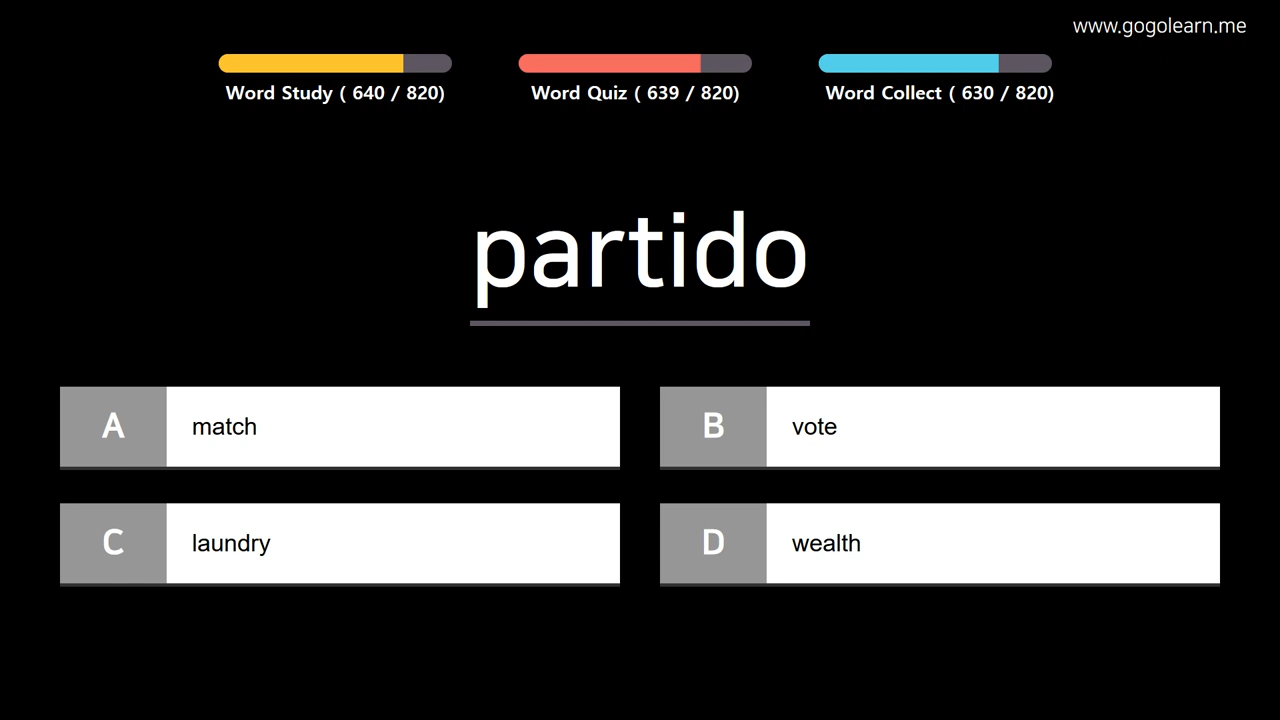 www.gogolearn.me
Word Study ( 640 / 820)
Word Quiz ( 639 / 820)
Word Collect ( 630 / 820)
partido
A match
B vote
C laundry
D wealth